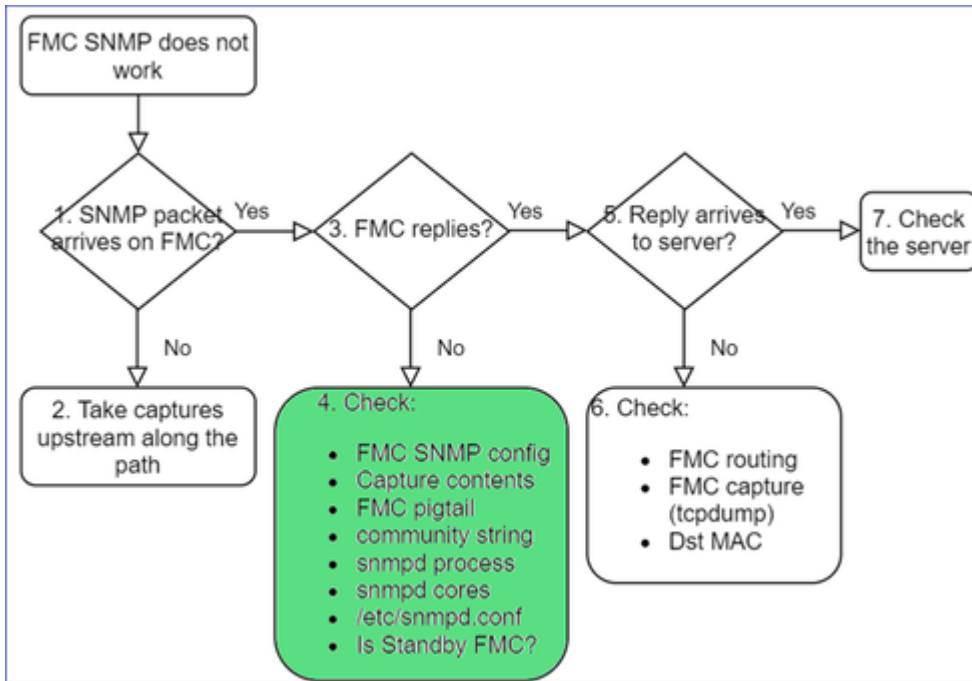 FMC SNMP does not
work
1. SNMP packet
arrives on FMC?
Yes
No
2. Take captures
upstream along the
path
3. FMC replies?
Yes
No
4. Check:
• FMC SNMP config
• Capture contents
• FMC pigtail
• community string
• snmpd process
• snmpd cores
• /etc/snmpd.conf
• Is Standby FMC?
5. Reply arrives
to server?
Yes
No
6. Check:
• FMC routing
• FMC capture
(tcpdump)
• Dst MAC
7. Check
the server